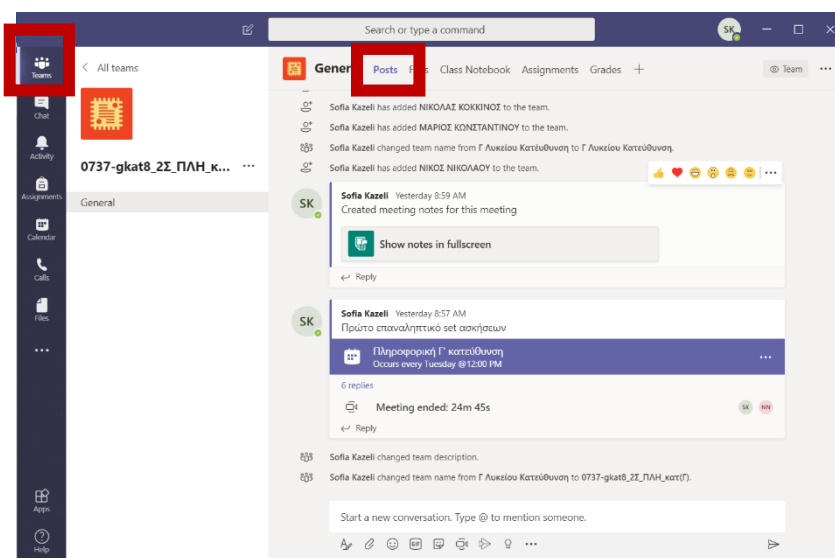 Search or type a command
SK
Teams
Chat
Activity
Assignments
Calendar
Calls
Files
Apps
Help
All teams
0737-gkat8_2Σ_ΠΛΗ_κ...
General
Posts
Class Notebook
Assignments
Grades
Team
Sofia Kazeli has added ΝΙΚΟΛΑΣ ΚΟΚΚΙΝΟΣ to the team.
Sofia Kazeli has added ΜΑΡΙΟΣ ΚΩΝΣΤΑΝΤΙΝΟΥ to the team.
Sofia Kazeli changed team name from Γ Λυκείου Κατέυθυνση to Γ Λυκείου Κατεύθυνση.
Sofia Kazeli has added ΝΙΚΟΣ ΝΙΚΟΛΑΟΥ to the team.
SK
Sofia Kazeli Yesterday 8:59 AM
Created meeting notes for this meeting
Show notes in fullscreen
Reply
SK
Sofia Kazeli Yesterday 8:57 AM
Πρώτο επαναληπτικό set ασκήσεων
Πληροφορική Γ' κατεύθυνση
Occurs every Tuesday @12:00 PM
6 replies
Meeting ended: 24m 45s
SK NN
Reply
Sofia Kazeli changed team description.
Sofia Kazeli changed team name from Γ Λυκείου Κατεύθυνση to 0737-gkat8_2Σ_ΠΛΗ_κατ(Γ).
Start a new conversation. Type @ to mention someone.
GIF